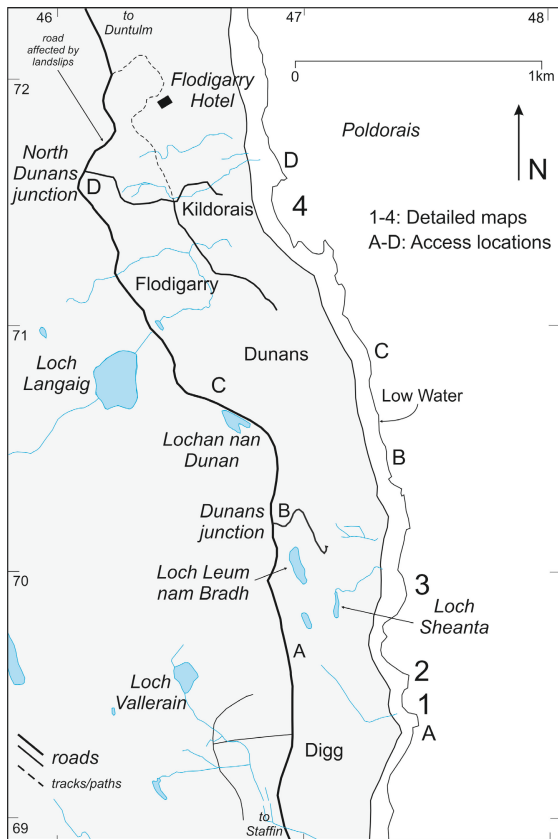 46
47
48
to
Duntulm
road
affected by
landslips
72
0
1km
Flodigarry
Hotel
Poldorais
N
North
Dunans
junction
D
D
4
Kildorais
1-4: Detailed maps
A-D: Access locations
Flodigarry
71
Dunans
Loch
Langaig
C
C
Low Water
Lochan nan
Dunan
B
Dunans
junction
B
70
Loch Leum
nam Bradh
3
Loch
Sheanta
A
2
Loch
Vallerain
1
A
Digg
roads
tracks/paths
69
to
Staffin